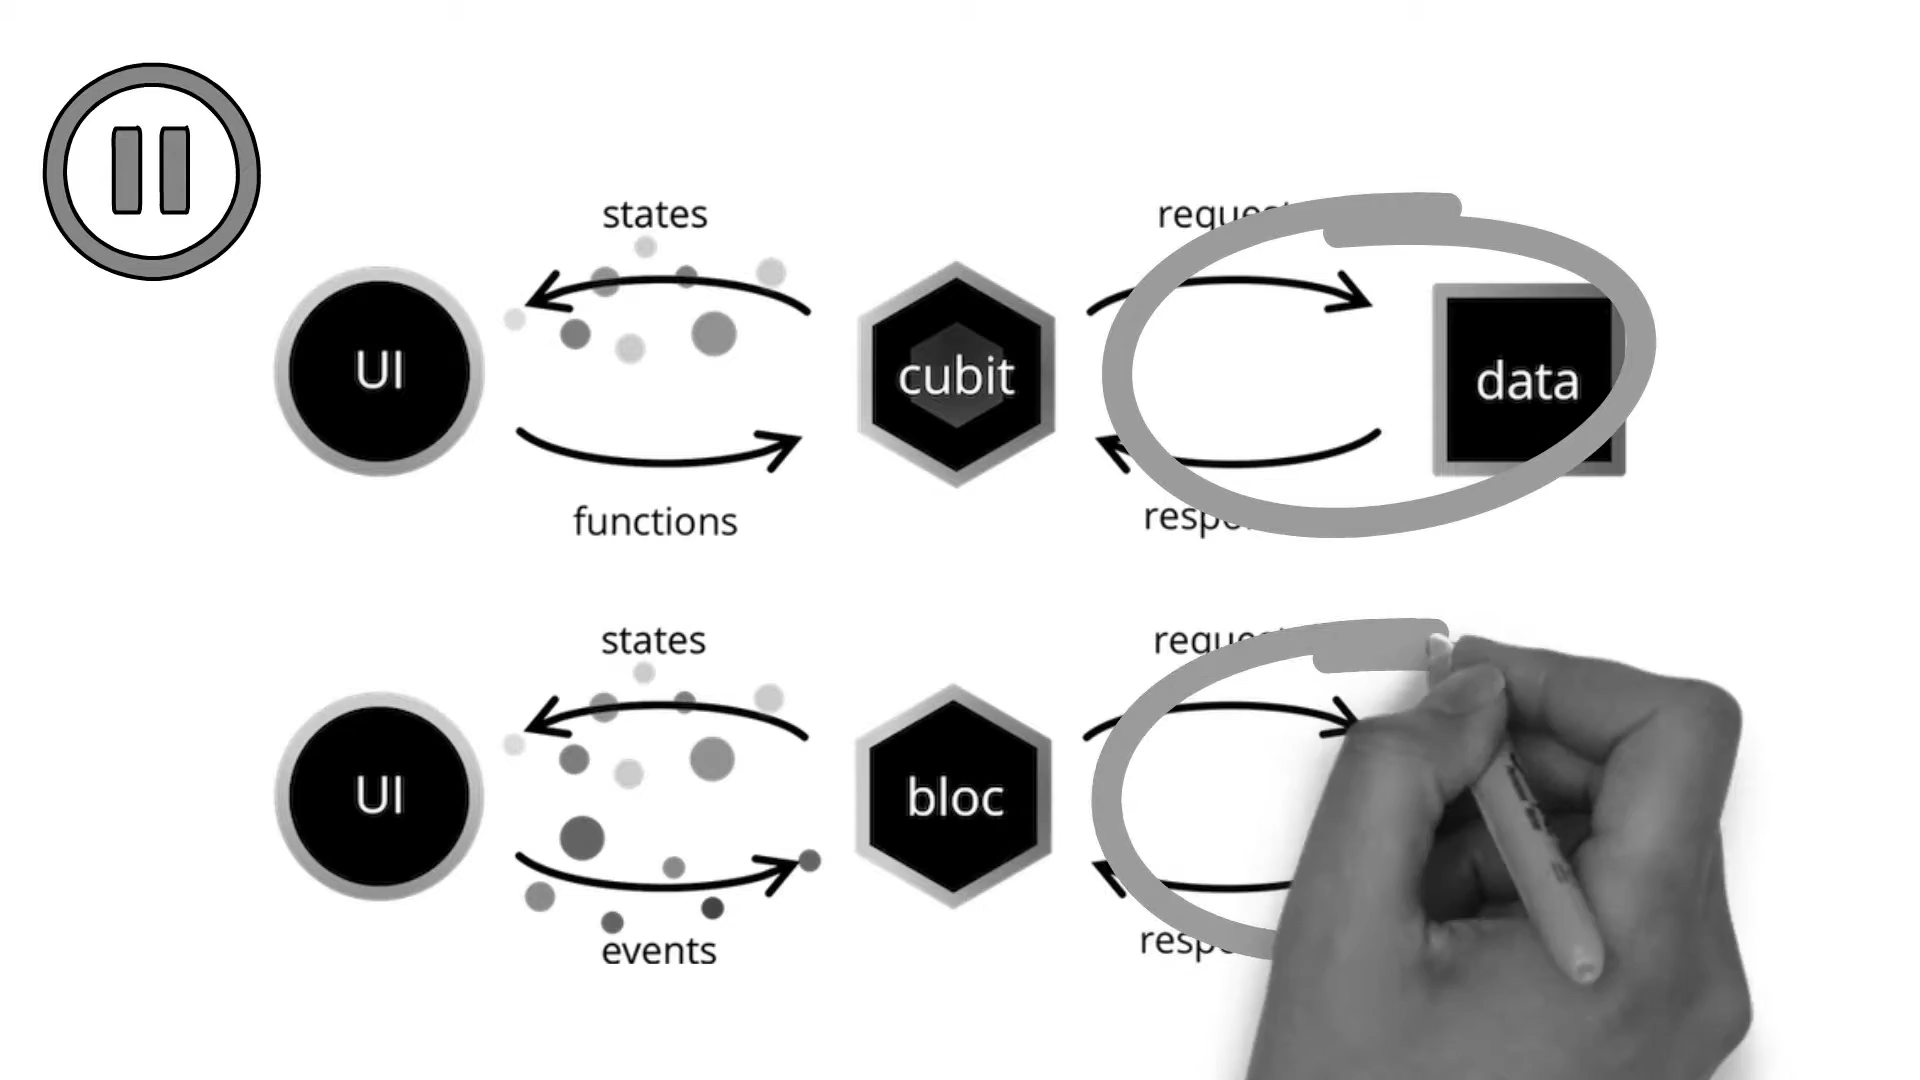 states
UI
cubit
data
functions
states
UI
bloc
events